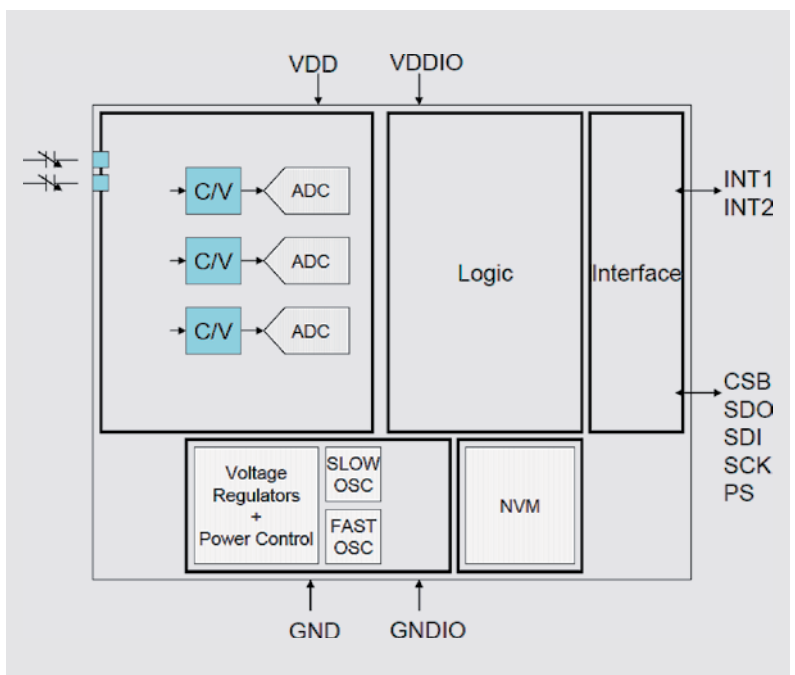 VDD
VDDIO
C/V
ADC
C/V
ADC
C/V
ADC
Logic
Interface
INT1
INT2
CSB
SDO
SDI
SCK
PS
Voltage
Regulators
+
Power Control
SLOW
OSC
FAST
OSC
NVM
GND
GNDIO